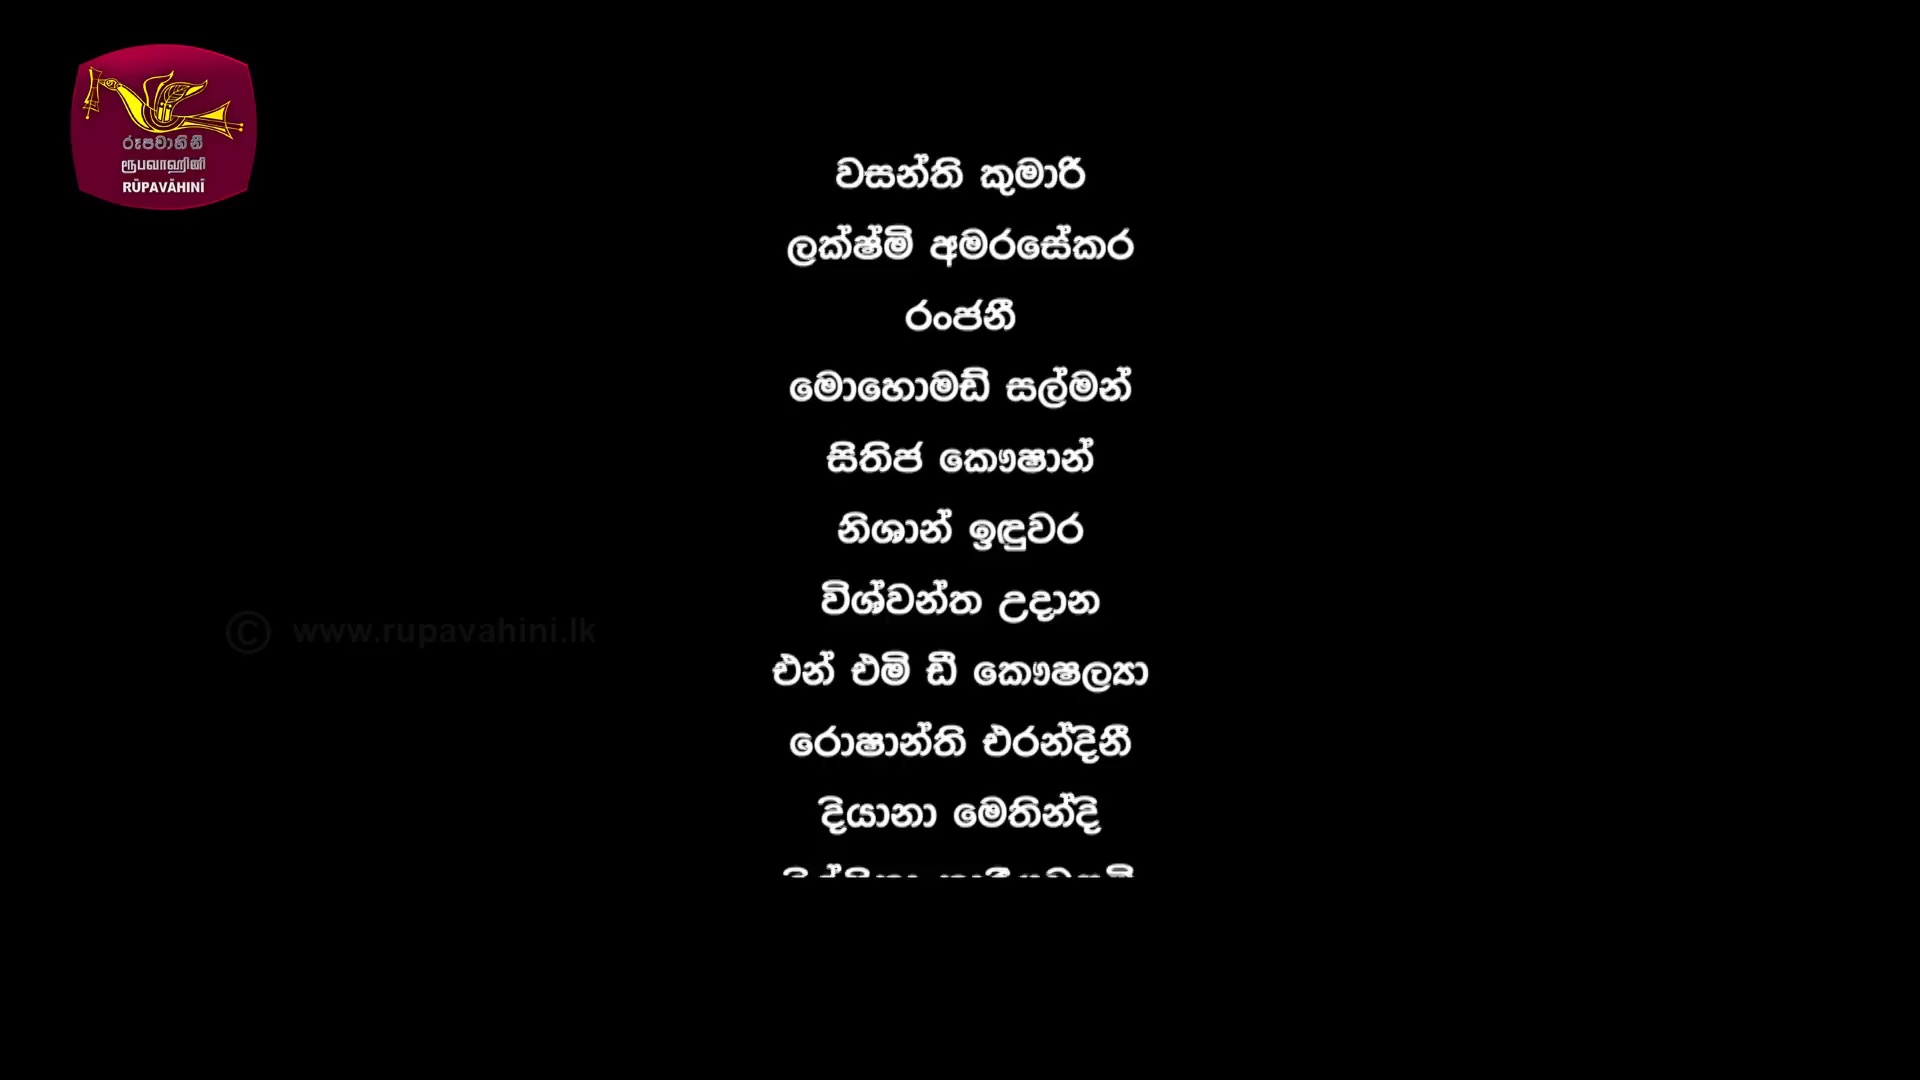 රූපවාහිනී
ரூபவாஹினி
RŪPAVĀHINĪ
වසන්ති කුමාරි
ලක්ෂ්මි අමරසේකර
රංජනී
මොහොමඩ් සල්මන්
සිතිජ කෞෂාන්
නිශාන් ඉඳුවර
විශ්වන්ත උදාන
© www.rupavahini.lk
එන් එම් ඩී කෞෂල්‍යා
රොෂාන්ති එරන්දිනී
දියානා මෙතින්දි